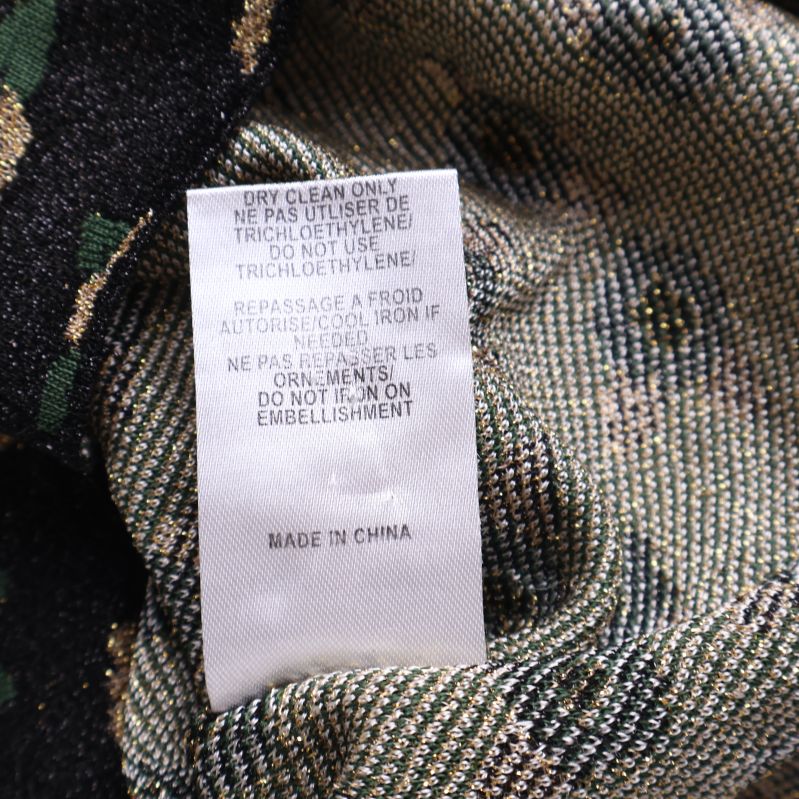 DRY CLEAN ONLY
NE PAS UTLISER DE
TRICHLOETHYLENE/
DO NOT USE
TRICHLOETHYLENE/
REPASSAGE A FROID
AUTORISE/COOL IRON IF
NEEDED
NE PAS REPASSER LES
ORNEMENTS/
DO NOT IRON ON
EMBELLISHMENT
MADE IN CHINA